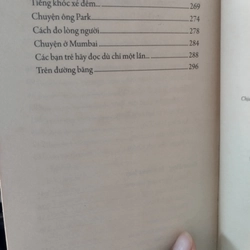 Tiếng khóc xé đêm.. 269
Chuyện ông Park 274
Cách đo lòng người 278
Chuyện ở Mumbai 284
Các bạn trẻ hãy đọc dù chỉ một lần.. 288
Trên đường băng 296